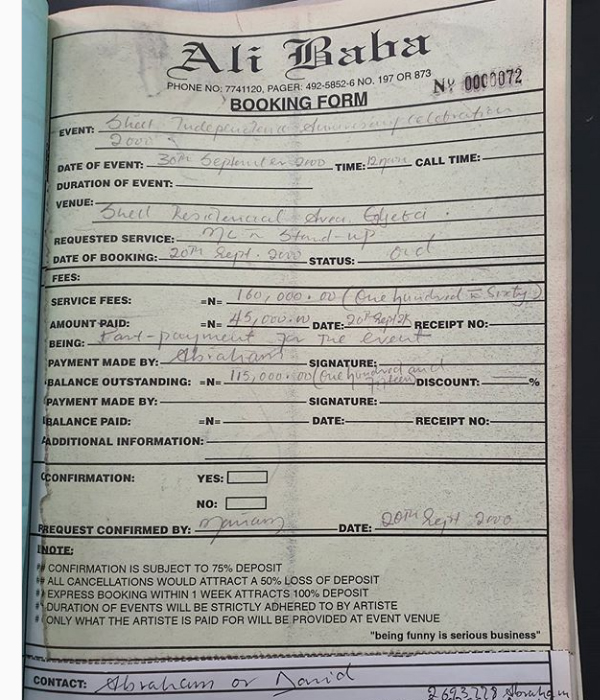 Ali Baba
PHONE NO: 7741120, PAGER: 492-5852-6 NO. 197 OR 873
Nº 0000072
BOOKING FORM
EVENT: Shell Independence Anniversary Celebration
2000
DATE OF EVENT: 30th September 2000 TIME: 12noon CALL TIME:
DURATION OF EVENT:
VENUE: Shell Residencial Area
REQUESTED SERVICE: MC Stand-up
DATE OF BOOKING: 20TH Sept. 2000 STATUS: Old
FEES:
SERVICE FEES: =N= 160,000.00 (One hundred Sixty)
AMOUNT PAID: =N= 45,000.00 DATE: 20th Sept 2k RECEIPT NO:
BEING: Part-payment for the event
PAYMENT MADE BY: Abraham SIGNATURE:
BALANCE OUTSTANDING: =N= 115,000.00 (One hundred and fifteen DISCOUNT: %
PAYMENT MADE BY: SIGNATURE:
BALANCE PAID: =N= DATE: RECEIPT NO:
ADDITIONAL INFORMATION:
CONFIRMATION: YES:
NO:
REQUEST CONFIRMED BY: DATE: 20TH Sept 2000
NOTE:
# CONFIRMATION IS SUBJECT TO 75% DEPOSIT
# ALL CANCELLATIONS WOULD ATTRACT A 50% LOSS OF DEPOSIT
# EXPRESS BOOKING WITHIN 1 WEEK ATTRACTS 100% DEPOSIT
# DURATION OF EVENTS WILL BE STRICTLY ADHERED TO BY ARTISTE
# ONLY WHAT THE ARTISTE IS PAID FOR WILL BE PROVIDED AT EVENT VENUE
"being funny is serious business"
CONTACT: Abraham or David
Abraham